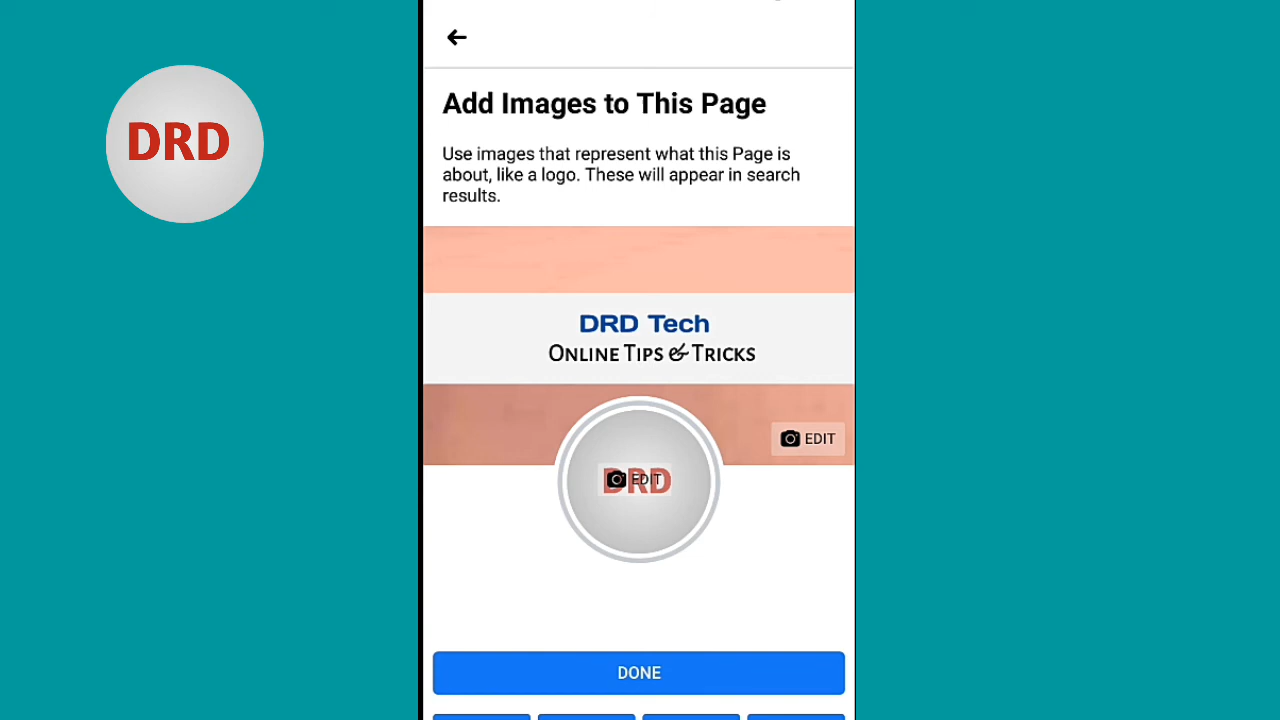 DRD
Add Images to This Page
Use images that represent what this Page is
about, like a logo. These will appear in search
results.
DRD Tech
Online Tips & Tricks
EDIT
DRD
EDIT
DONE